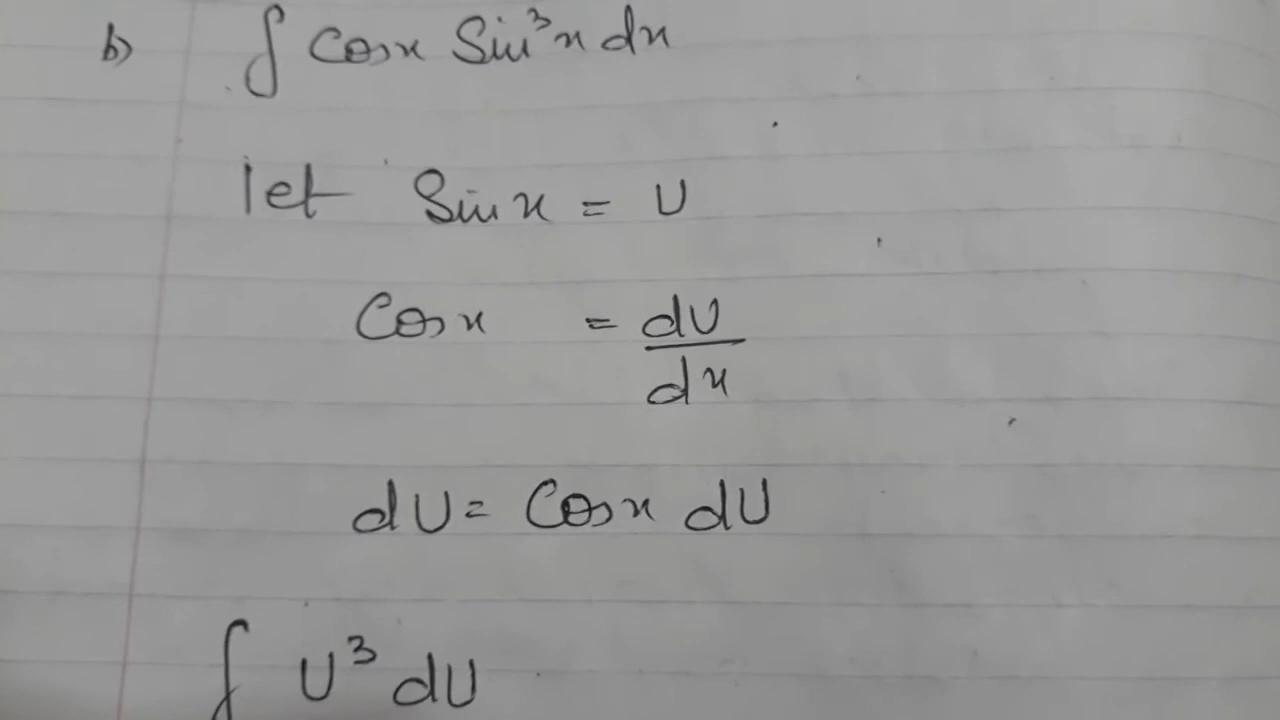 b) ∫ Cosx Sin³x dx
let Sinx = U
Cosx = dU/dx
dU = Cosx dU
∫ U³ dU